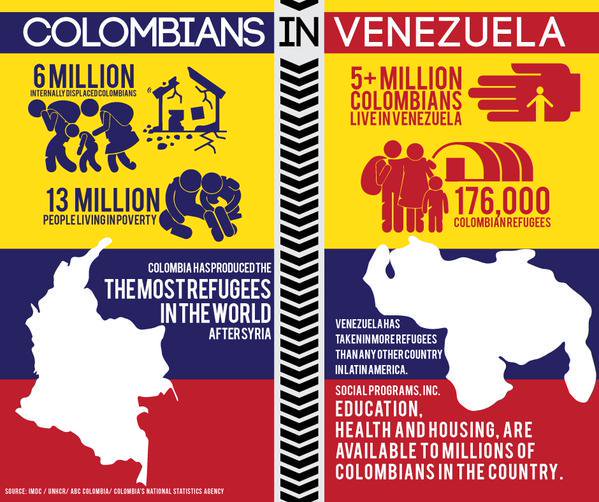 COLOMBIANS IN VENEZUELA
6 MILLION
INTERNALLY DISPLACED COLOMBIANS
13 MILLION
PEOPLE LIVING IN POVERTY
COLOMBIA HAS PRODUCED THE
THE MOST REFUGEES
IN THE WORLD
AFTER SYRIA
SOURCE: IMDC / UNHCR/ ABC COLOMBIA/ COLOMBIA'S NATIONAL STATISTICS AGENCY
5+ MILLION
COLOMBIANS
LIVE IN VENEZUELA
176,000
COLOMBIAN REFUGEES
VENEZUELA HAS
TAKEN IN MORE REFUGEES
THAN ANY OTHER COUNTRY
IN LATIN AMERICA.
SOCIAL PROGRAMS, INC.
EDUCATION,
HEALTH AND HOUSING, ARE
AVAILABLE TO MILLIONS OF
COLOMBIANS IN THE COUNTRY.